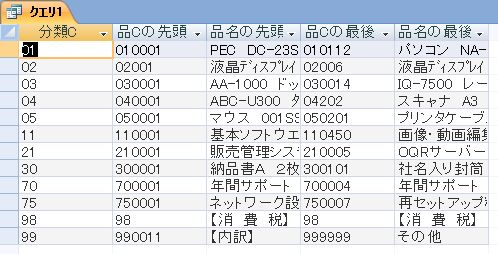 クエリ1
分類C 品Cの先頭 品名の先頭 品Cの最後 品名の最後
01 010001 PEC DC-23S 010112 パソコン NA-
02 02001 液晶ディスプレイ 02006 液晶ディスプレイ
03 030001 AA-1000 ドッ 030014 IQ-7500 レー
04 040001 ABC-U300 タ 04202 スキャナ A3
05 050001 マウス 001SS 050201 プリンタケーブ
11 110001 基本ソフトウエ 110450 画像・動画編集
21 210001 販売管理シス 210005 OQRサーバー
30 300001 納品書A 2枚 300101 社名入り封筒
70 700001 年間サポート 700004 年間サポート
75 750001 ネットワーク設 750007 再セットアップ
98 98 【消 費 税】 98 【消 費 税】
99 990011 【内訳】 999999 その他